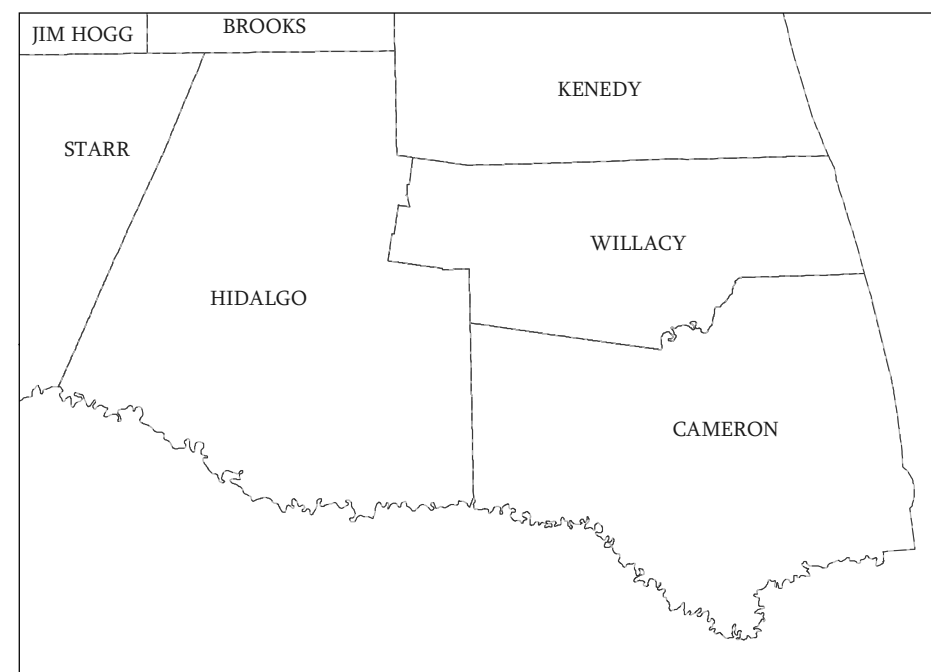 JIM HOGG
BROOKS
KENEDY
STARR
WILLACY
HIDALGO
CAMERON